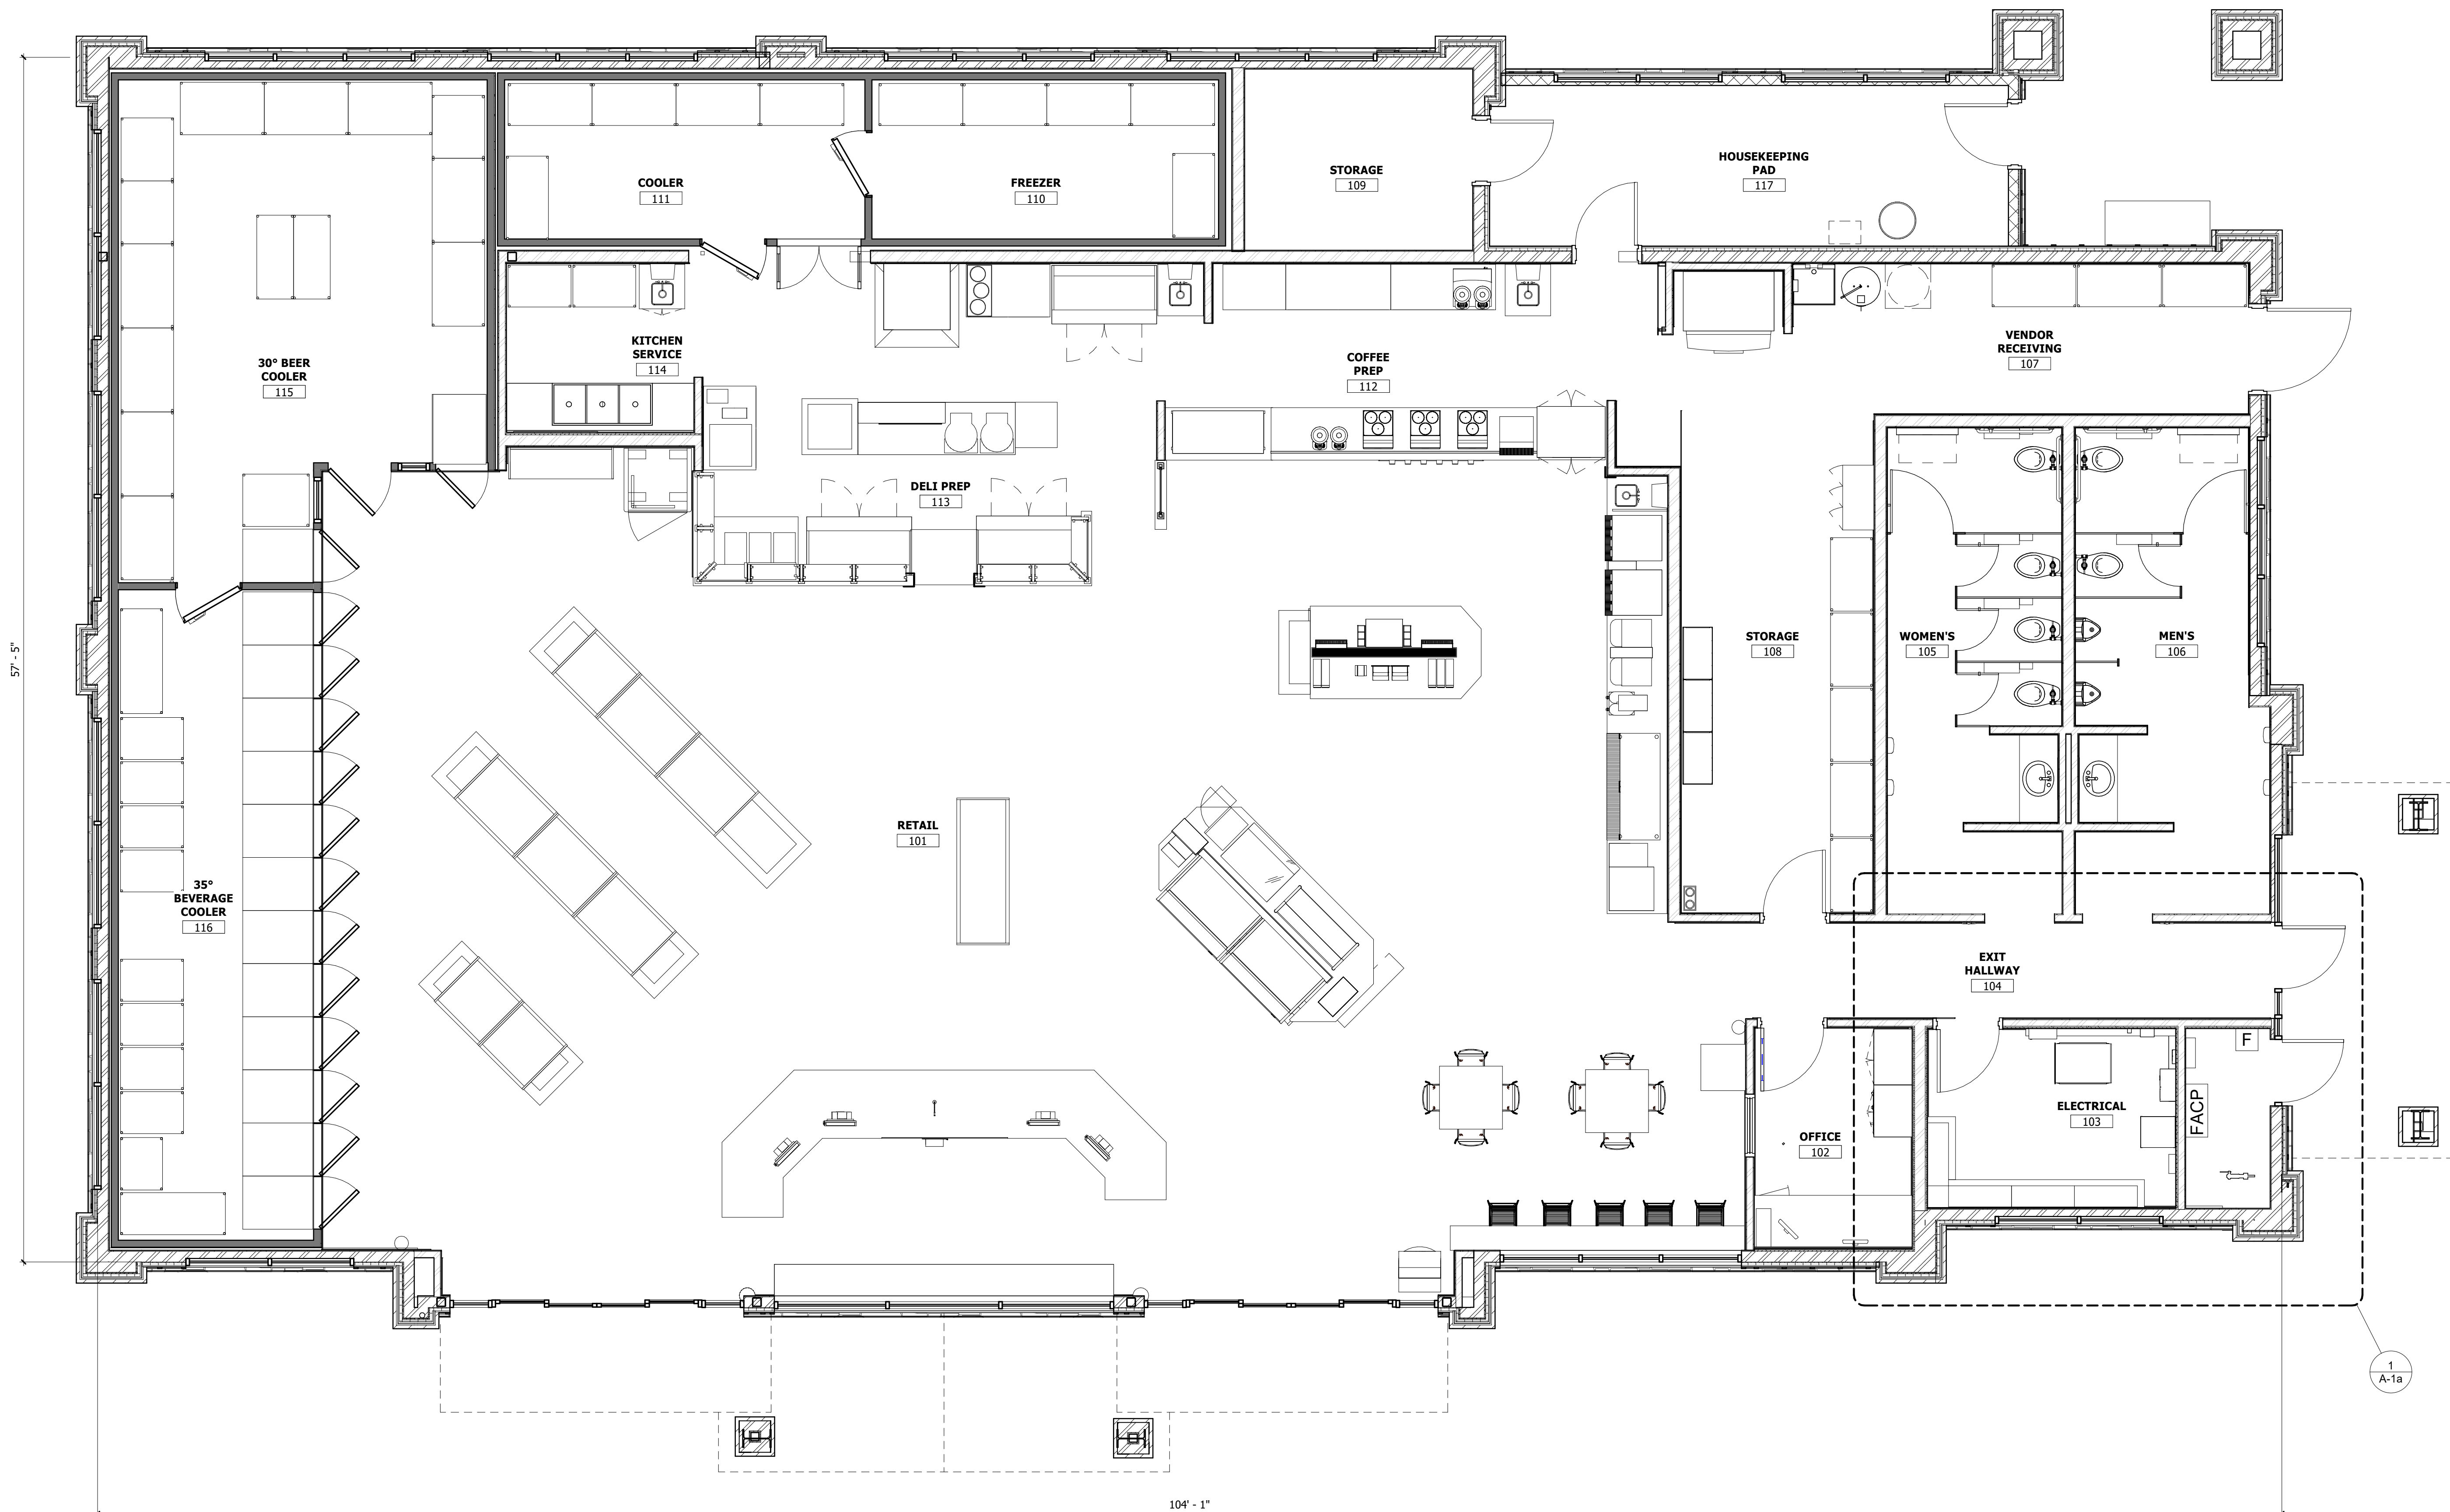 HOUSEKEEPING
PAD
117
STORAGE
109
COOLER
111
FREEZER
110
30° BEER
COOLER
115
KITCHEN
SERVICE
114
COFFEE
PREP
112
VENDOR
RECEIVING
107
DELI PREP
113
57' - 5"
STORAGE
108
WOMEN'S
105
MEN'S
106
RETAIL
101
35°
BEVERAGE
COOLER
116
EXIT
HALLWAY
104
F
FACP
ELECTRICAL
103
OFFICE
102
1
A-1a
104' - 1"